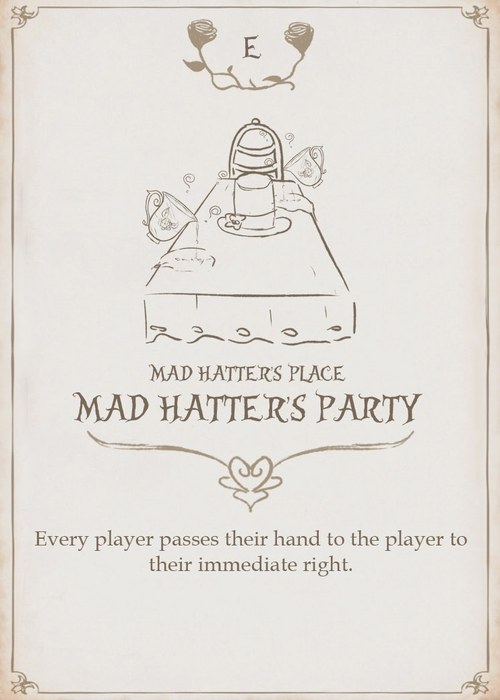 E
MAD HATTER'S PLACE
MAD HATTER'S PARTY
Every player passes their hand to the player to
their immediate right.